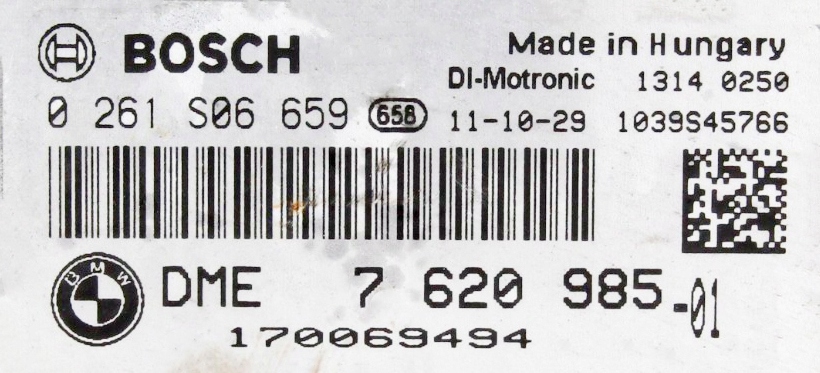 BOSCH
Made in Hungary
DI-Motronic 1314 0250
0 261 S06 659 658 11-10-29 1039S45766
BMW
DME 7 620 985-01
170069494